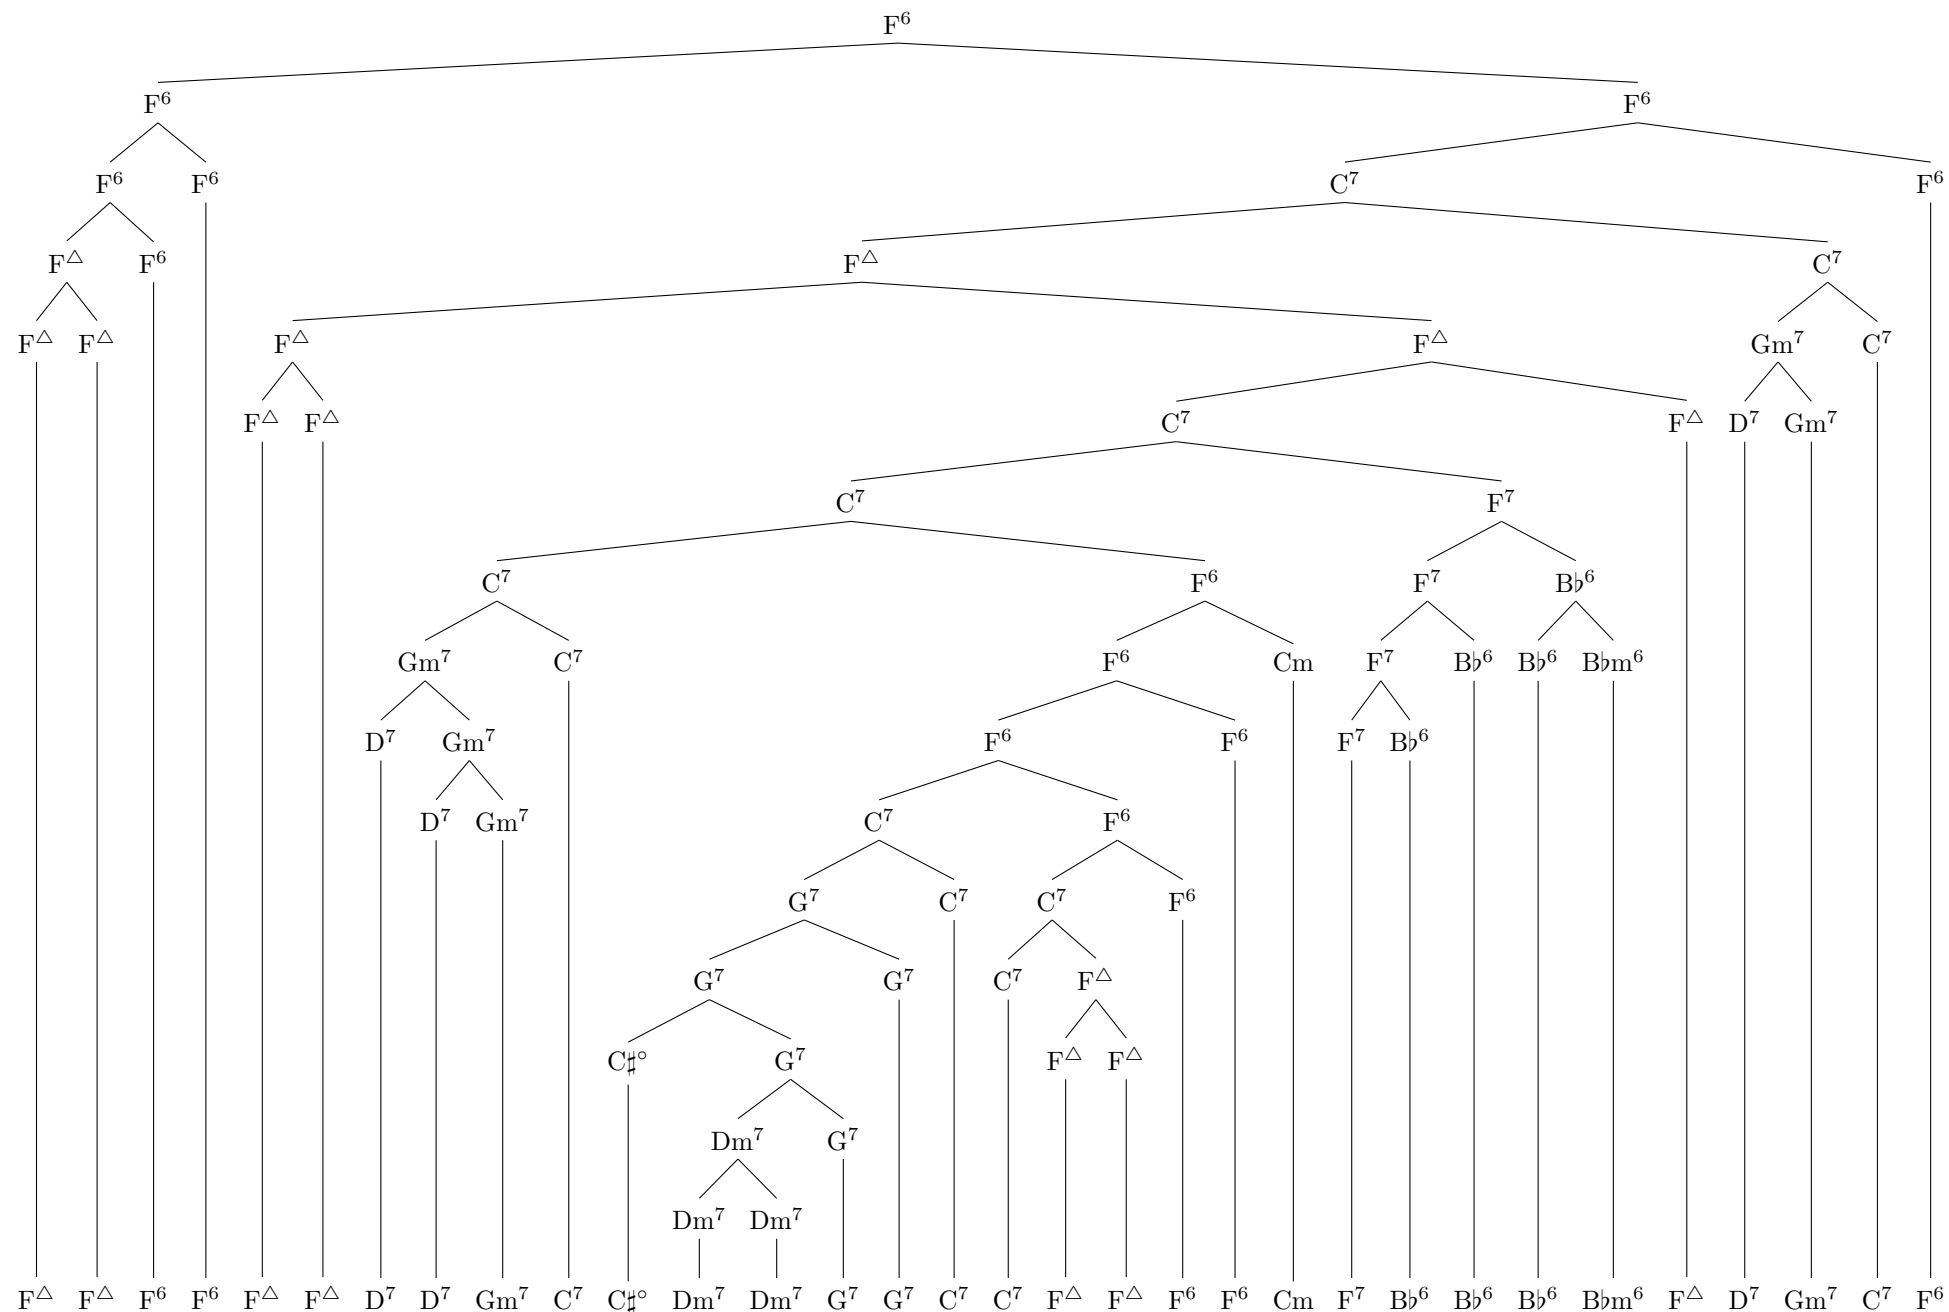 F⁶
F⁶ F⁶
F⁶ F⁶ C⁷ F⁶
F△ F⁶ F△ C⁷
F△ F△ F△ F△ Gm⁷ C⁷
F△ F△ C⁷ F△ D⁷ Gm⁷
C⁷ F⁷
C⁷ F⁶ F⁷ B♭⁶
Gm⁷ C⁷ F⁶ Cm F⁷ B♭⁶ B♭⁶ B♭m⁶
D⁷ Gm⁷ F⁶ F⁶ F⁷ B♭⁶
D⁷ Gm⁷ C⁷ F⁶
G⁷ C⁷ C⁷ F⁶
G⁷ G⁷ C⁷ F△
C♯° G⁷ F△ F△
Dm⁷ G⁷
Dm⁷ Dm⁷
F△ F△ F⁶ F⁶ F△ F△ D⁷ D⁷ Gm⁷ C⁷ C♯° Dm⁷ Dm⁷ G⁷ G⁷ C⁷ C⁷ F△ F△ F⁶ F⁶ Cm F⁷ B♭⁶ B♭⁶ B♭⁶ B♭m⁶ F△ D⁷ Gm⁷ C⁷ F⁶